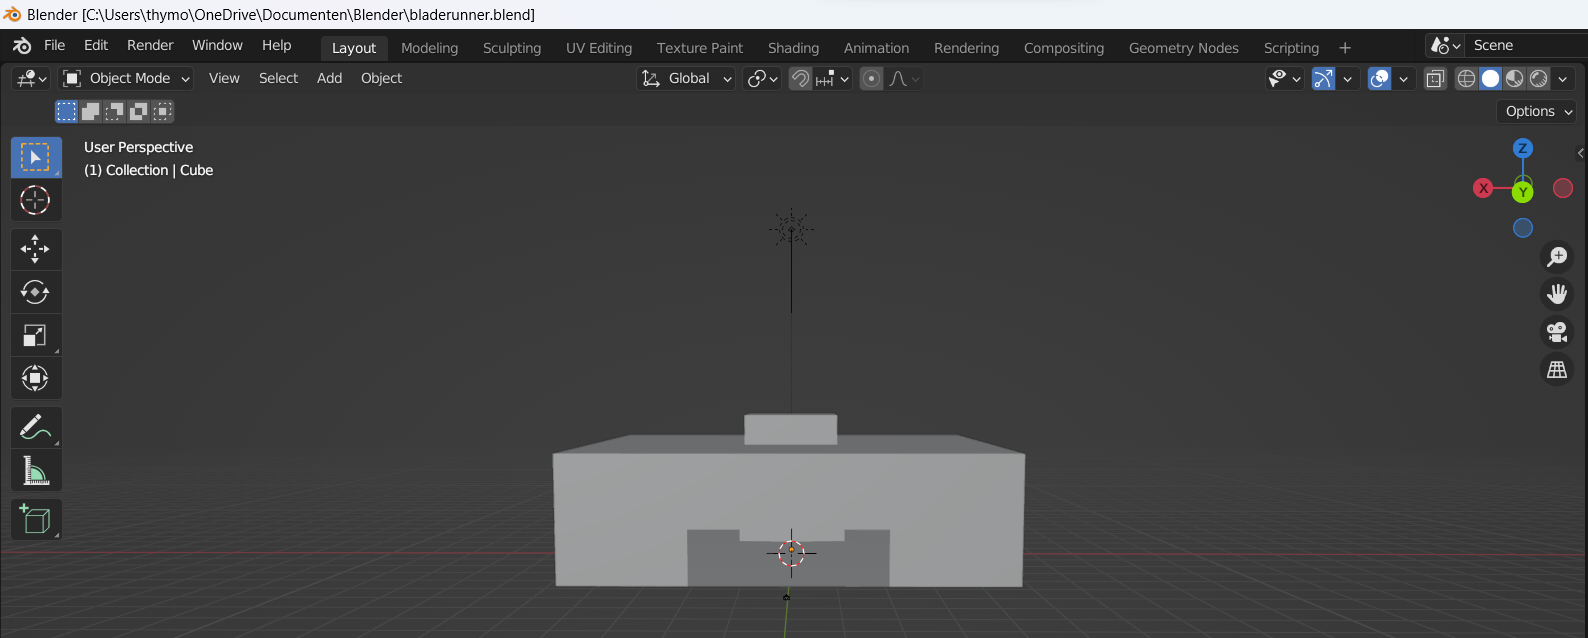 Blender [C:\Users\thymo\OneDrive\Documenten\Blender\bladerunner.blend]
File Edit Render Window Help Layout Modeling Sculpting UV Editing Texture Paint Shading Animation Rendering Compositing Geometry Nodes Scripting + Scene
Object Mode View Select Add Object Global
Options
User Perspective
(1) Collection | Cube
Z
X
Y